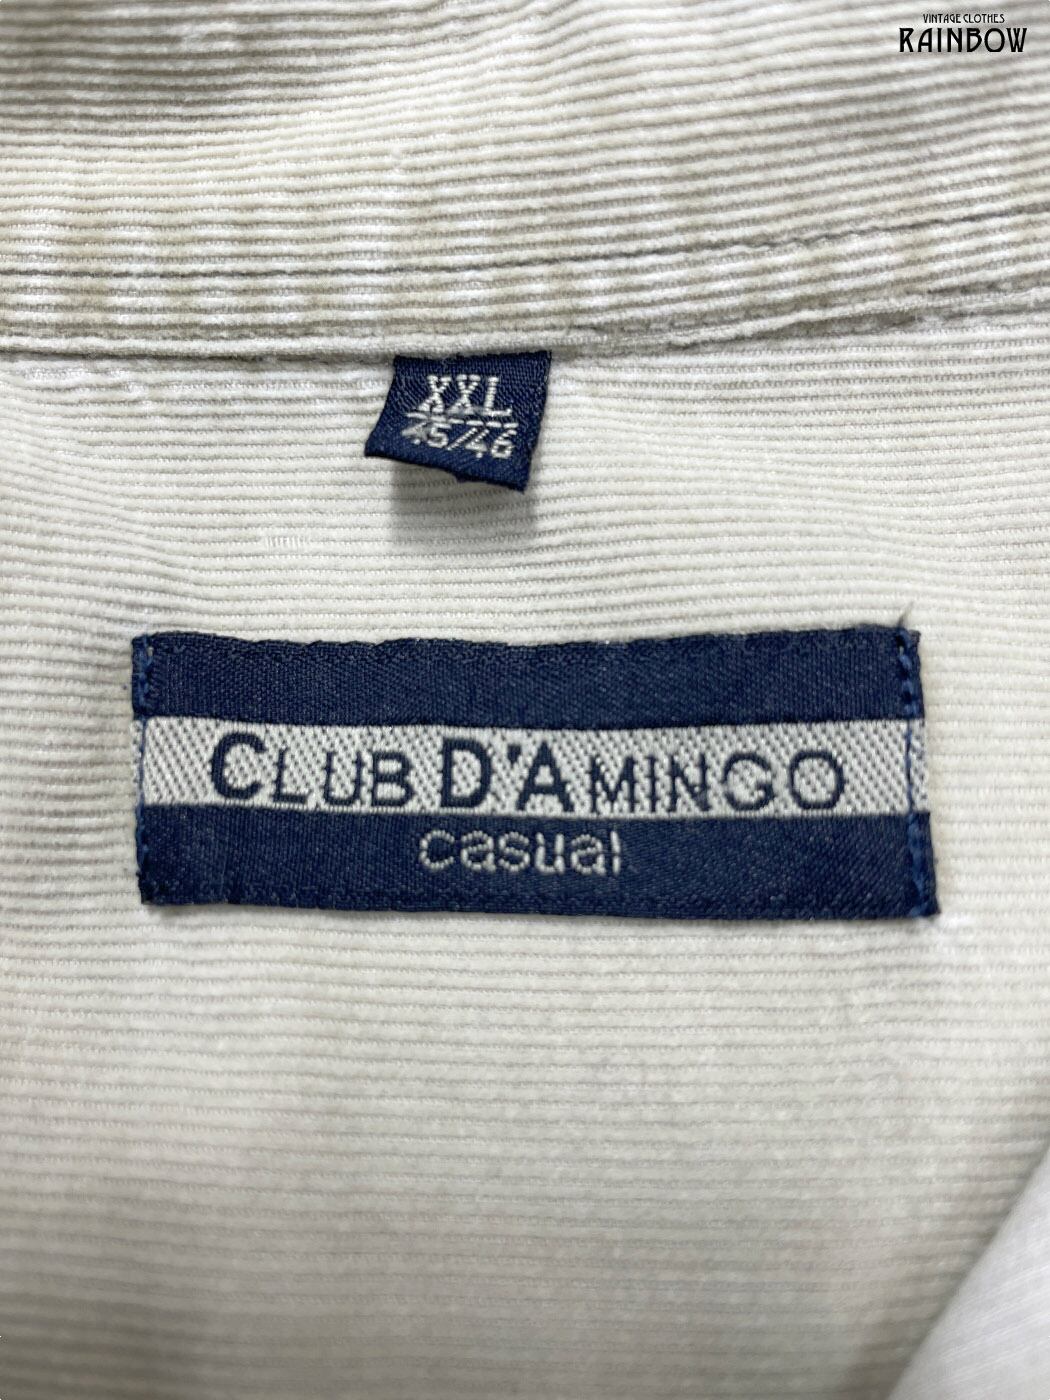 VINTAGE CLOTHES
RAINBOW
XXL
45/46
CLUB D'AMINGO
casual